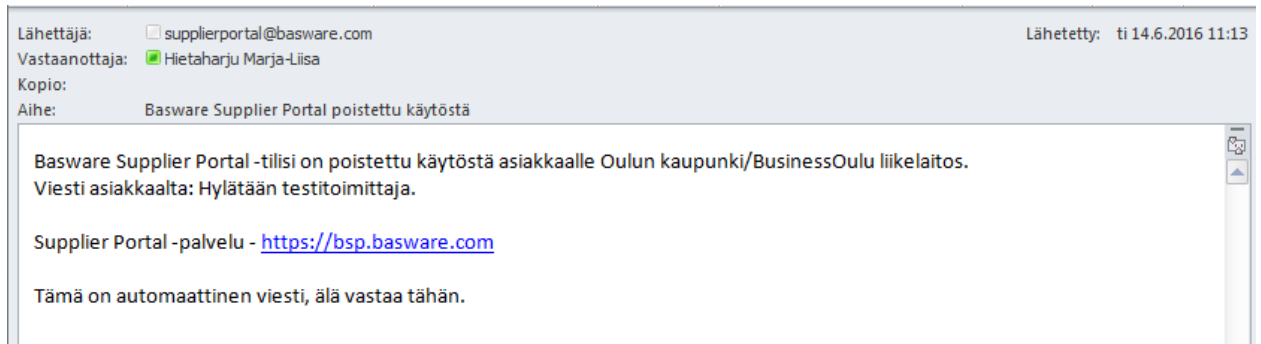 Lähettäjä: supplierportal@basware.com Lähetetty: ti 14.6.2016 11:13
Vastaanottaja: Hietaharju Marja-Liisa
Kopio:
Aihe: Basware Supplier Portal poistettu käytöstä
Basware Supplier Portal -tilisi on poistettu käytöstä asiakkaalle Oulun kaupunki/BusinessOulu liikelaitos.
Viesti asiakkaalta: Hylätään testitoimittaja.
Supplier Portal -palvelu - https://bsp.basware.com
Tämä on automaattinen viesti, älä vastaa tähän.